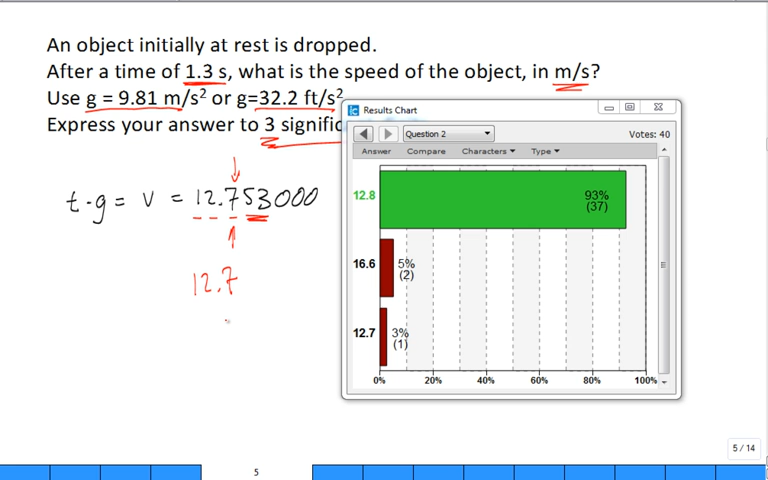 An object initially at rest is dropped.
After a time of 1.3 s, what is the speed of the object, in m/s?
Use g = 9.81 m/s² or g=32.2 ft/s²
Express your answer to 3 signific
t·g = v = 12.753000
12.7
Results Chart
Question 2
Votes: 40
Answer Compare Characters Type
12.8 93% (37)
16.6 5% (2)
12.7 3% (1)
0% 20% 40% 60% 80% 100%
5 / 14
5